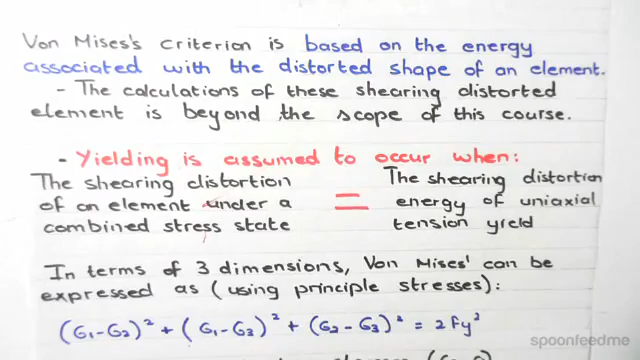 Von Mises's criterion is based on the energy
associated with the distorted shape of an element.
- The calculations of these shearing distorted
element is beyond the scope of this course.
- Yielding is assumed to occur when:
The shearing distortion
of an element under a
combined stress state
=
The shearing distortion
energy of uniaxial
tension yield
In terms of 3 dimensions, Von Mises' can be
expressed as (using principle stresses):
(σ1-σ2)² + (σ1-σ3)² + (σ2-σ3)² = 2fy²
spoonfeedme